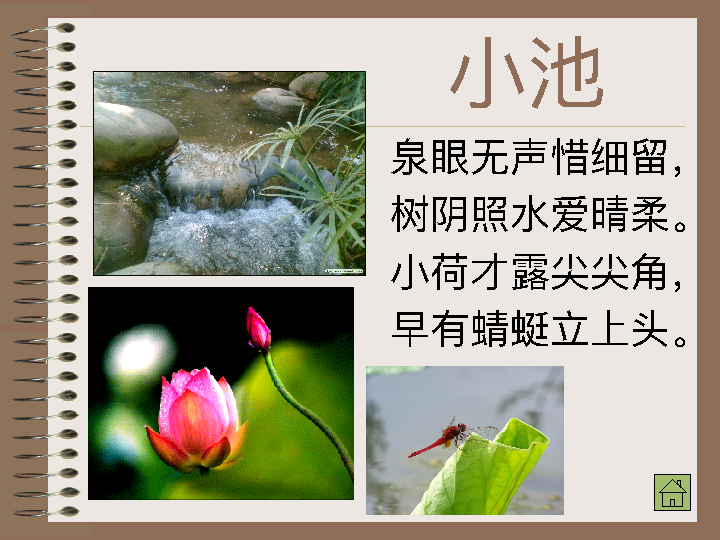 小池
泉眼无声惜细留，
树阴照水爱晴柔。
小荷才露尖尖角，
早有蜻蜓立上头。